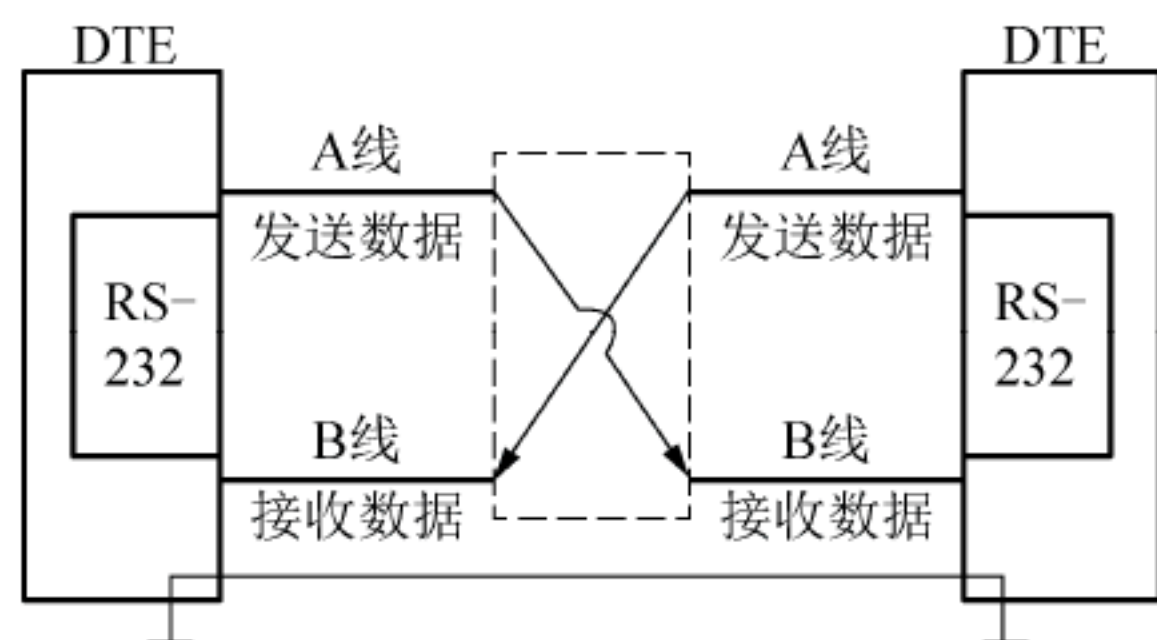 DTE
DTE
A线
A线
发送数据
发送数据
RS-
232
RS-
232
B线
B线
接收数据
接收数据